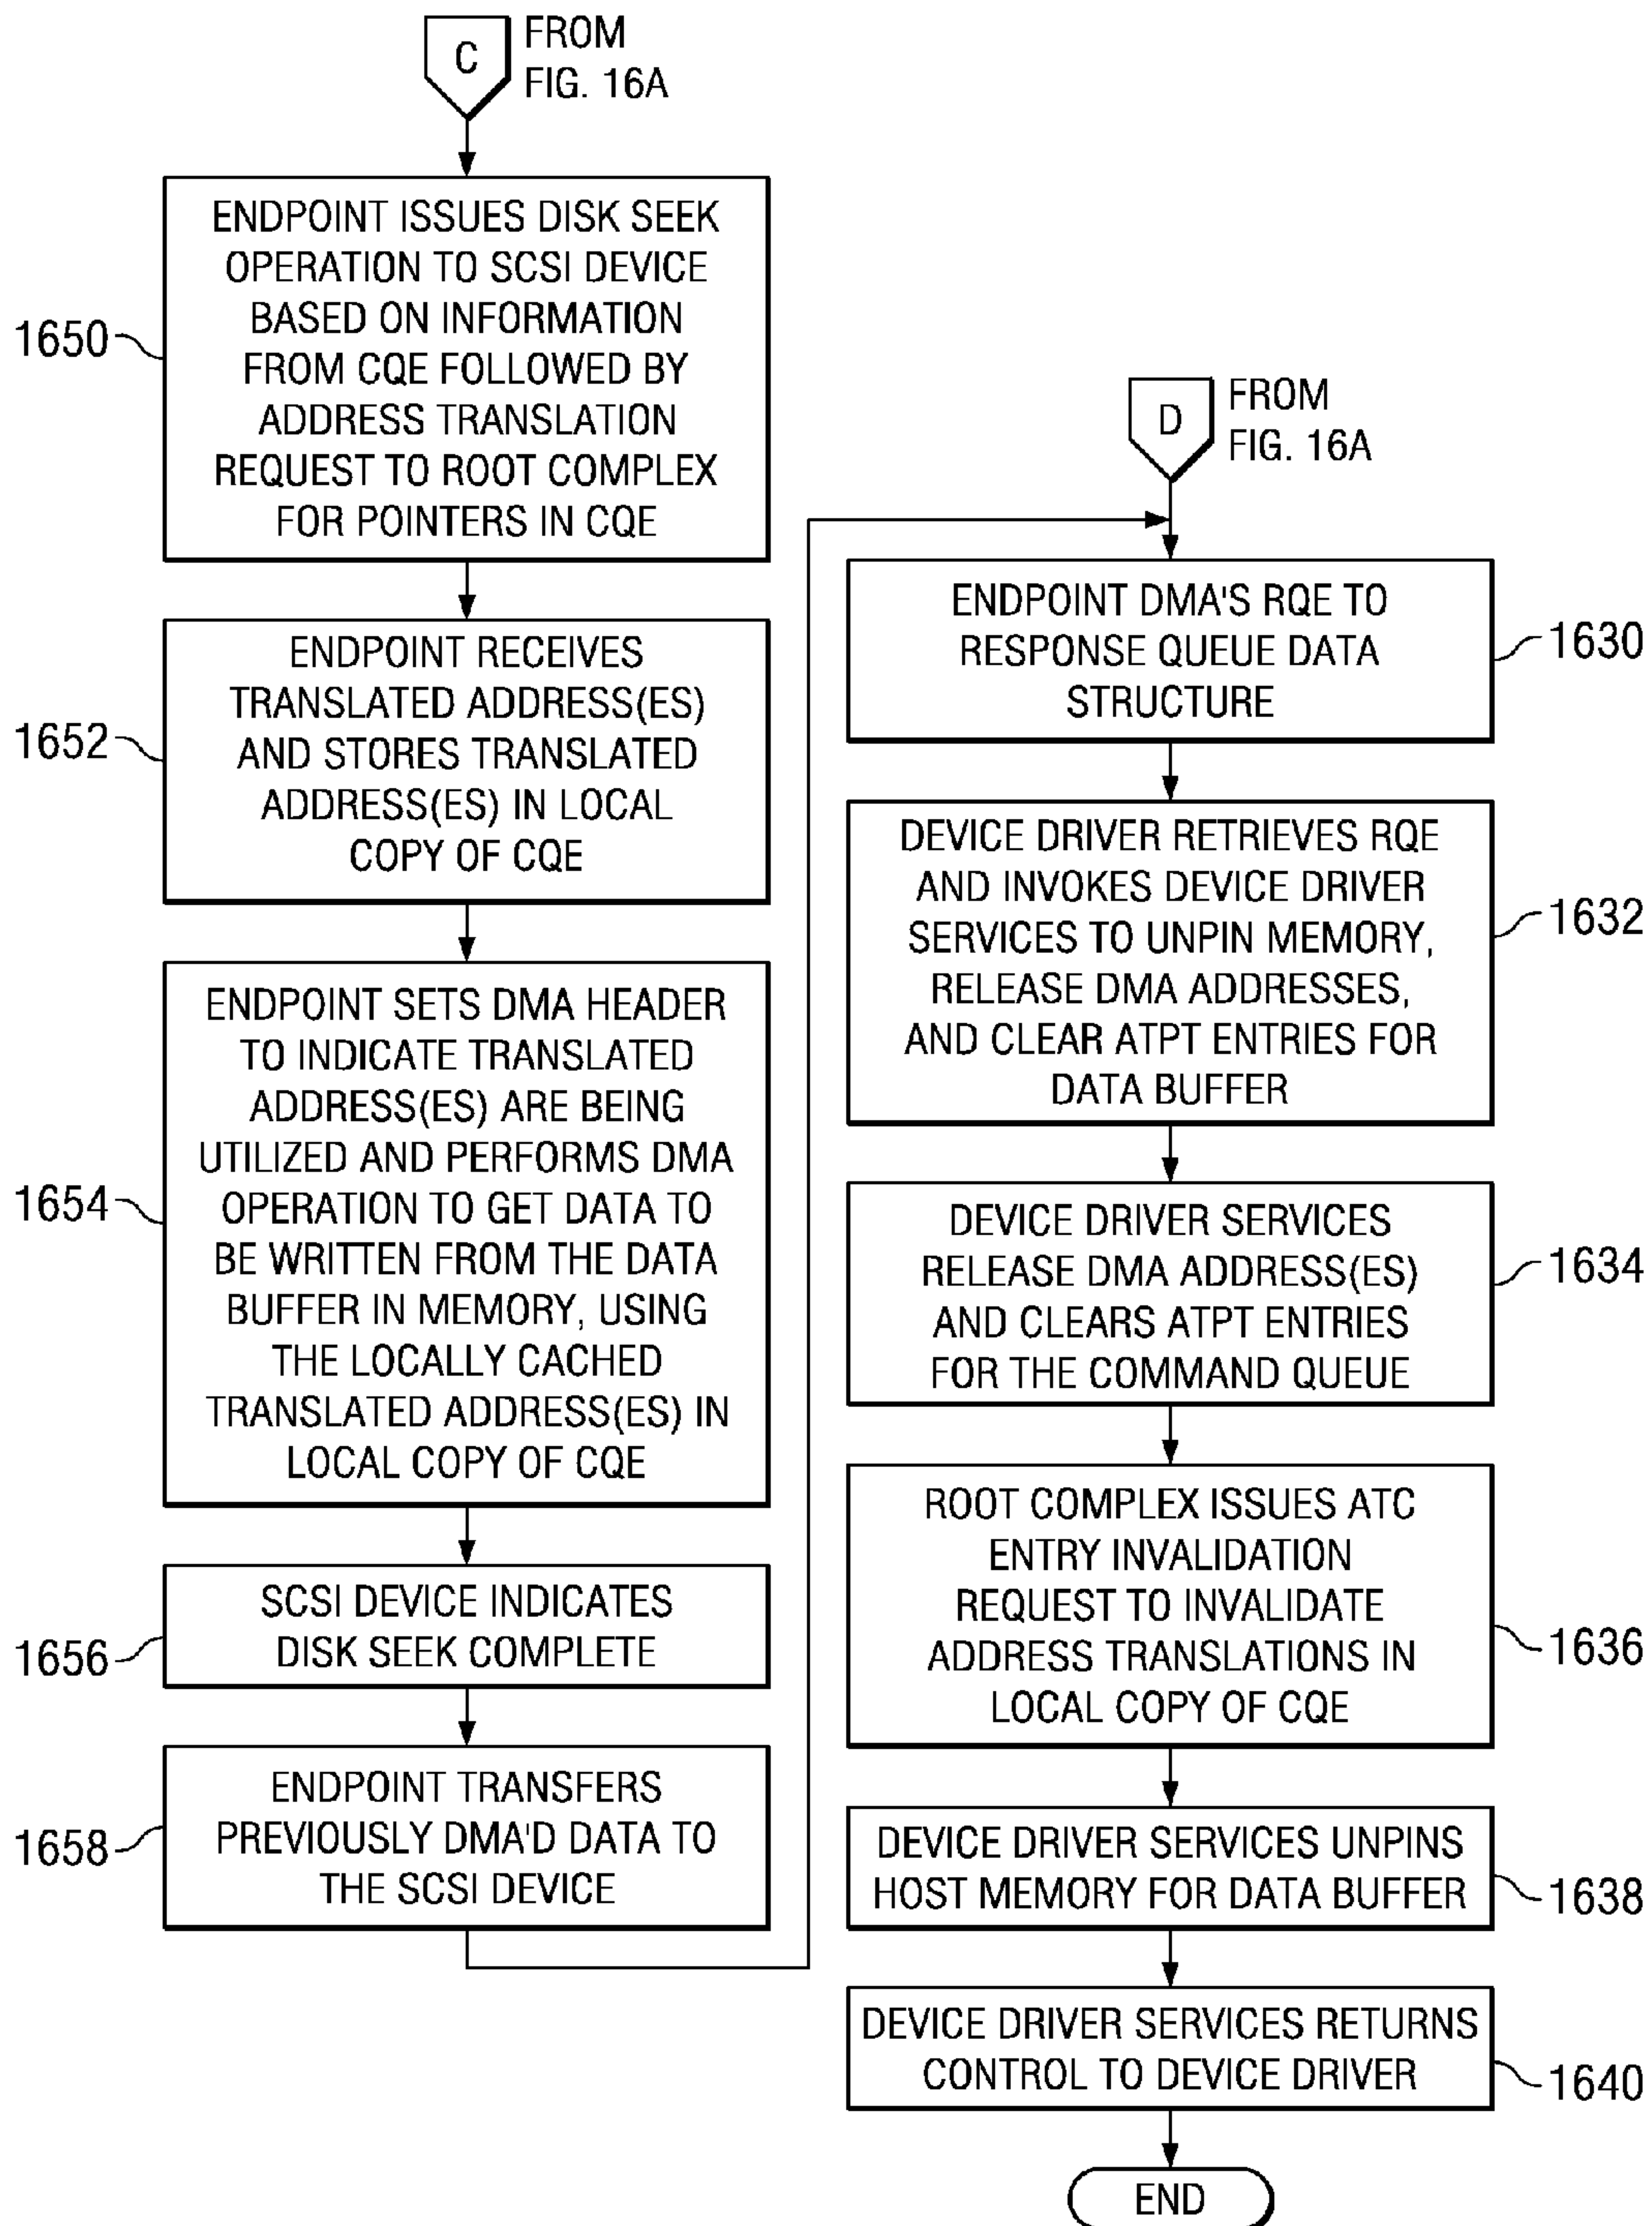 C
FROM
FIG. 16A
ENDPOINT ISSUES DISK SEEK
OPERATION TO SCSI DEVICE
BASED ON INFORMATION
FROM CQE FOLLOWED BY
ADDRESS TRANSLATION
REQUEST TO ROOT COMPLEX
FOR POINTERS IN CQE
1650
ENDPOINT RECEIVES
TRANSLATED ADDRESS(ES)
AND STORES TRANSLATED
ADDRESS(ES) IN LOCAL
COPY OF CQE
1652
ENDPOINT SETS DMA HEADER
TO INDICATE TRANSLATED
ADDRESS(ES) ARE BEING
UTILIZED AND PERFORMS DMA
OPERATION TO GET DATA TO
BE WRITTEN FROM THE DATA
BUFFER IN MEMORY, USING
THE LOCALLY CACHED
TRANSLATED ADDRESS(ES) IN
LOCAL COPY OF CQE
1654
SCSI DEVICE INDICATES
DISK SEEK COMPLETE
1656
ENDPOINT TRANSFERS
PREVIOUSLY DMA'D DATA TO
THE SCSI DEVICE
1658
D
FROM
FIG. 16A
ENDPOINT DMA'S RQE TO
RESPONSE QUEUE DATA
STRUCTURE
1630
DEVICE DRIVER RETRIEVES RQE
AND INVOKES DEVICE DRIVER
SERVICES TO UNPIN MEMORY,
RELEASE DMA ADDRESSES,
AND CLEAR ATPT ENTRIES FOR
DATA BUFFER
1632
DEVICE DRIVER SERVICES
RELEASE DMA ADDRESS(ES)
AND CLEARS ATPT ENTRIES
FOR THE COMMAND QUEUE
1634
ROOT COMPLEX ISSUES ATC
ENTRY INVALIDATION
REQUEST TO INVALIDATE
ADDRESS TRANSLATIONS IN
LOCAL COPY OF CQE
1636
DEVICE DRIVER SERVICES UNPINS
HOST MEMORY FOR DATA BUFFER
1638
DEVICE DRIVER SERVICES RETURNS
CONTROL TO DEVICE DRIVER
1640
END